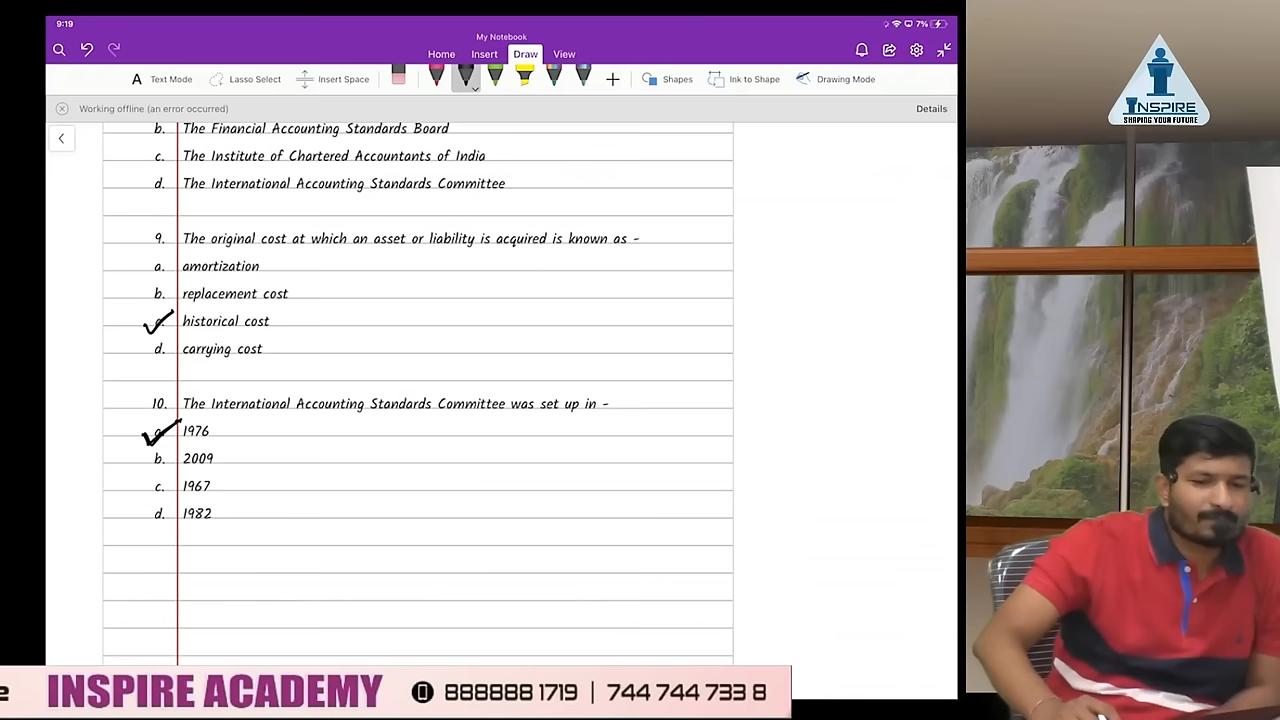 9:19
7%
My Notebook
Home Insert Draw View
A Text Mode Lasso Select Insert Space Shapes Ink to Shape Drawing Mode
Working offline (an error occurred) Details
b. The Financial Accounting Standards Board
c. The Institute of Chartered Accountants of India
d. The International Accounting Standards Committee
9. The original cost at which an asset or liability is acquired is known as -
a. amortization
b. replacement cost
historical cost
d. carrying cost
10. The International Accounting Standards Committee was set up in -
1976
b. 2009
c. 1967
d. 1982
INSPIRE
SHAPING YOUR FUTURE
INSPIRE ACADEMY 888888 1719 | 744 744 733 8